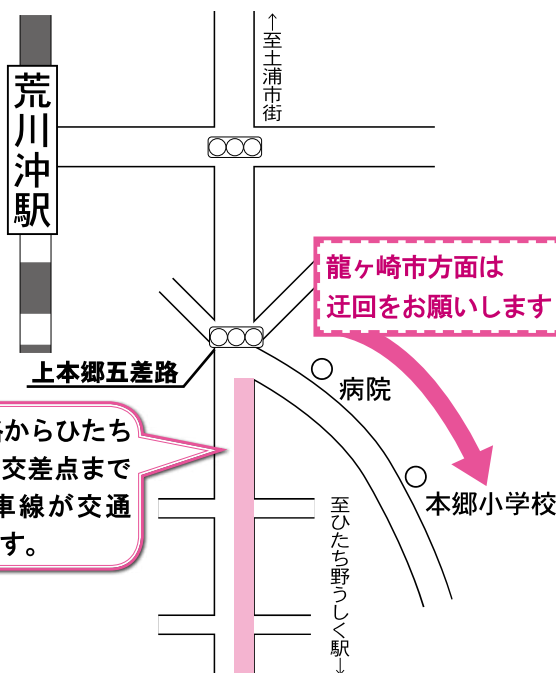 ←至土浦市街
荒川沖駅
龍ヶ崎市方面は
迂回をお願いします
上本郷五差路
病院
からひたち
交差点まで
車線が交通
す。
本郷小学校
至ひたち野うしく駅→